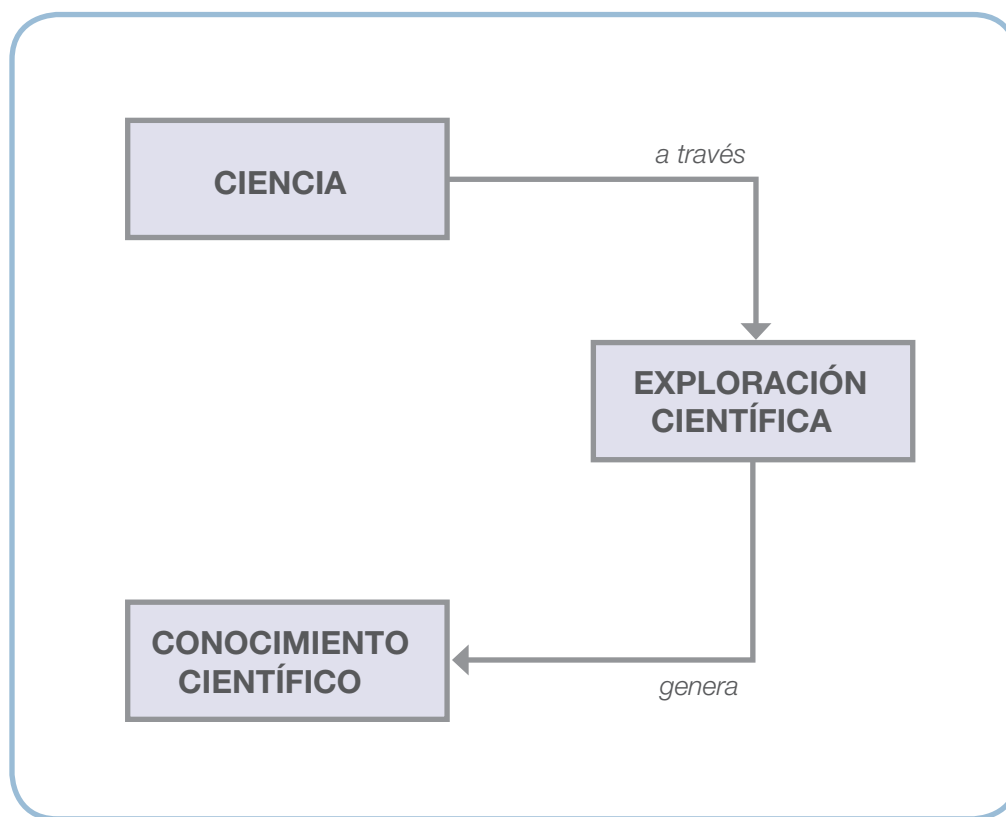 CIENCIA
a través
EXPLORACIÓN
CIENTÍFICA
CONOCIMIENTO
CIENTÍFICO
genera